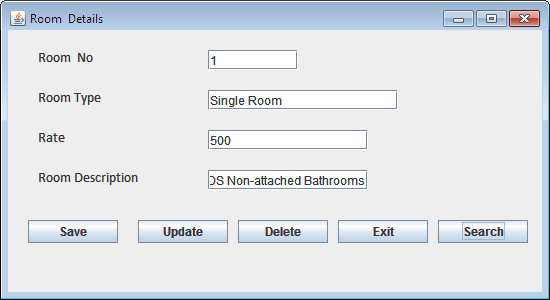 Room Details
Room No 1
Room Type Single Room
Rate 500
Room Description Non-attached Bathrooms
Save Update Delete Exit Search